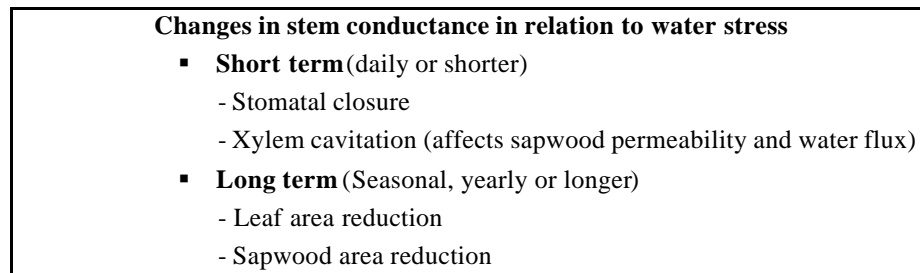 Changes in stem conductance in relation to water stress
▪ Short term (daily or shorter)
- Stomatal closure
- Xylem cavitation (affects sapwood permeability and water flux)
▪ Long term (Seasonal, yearly or longer)
- Leaf area reduction
- Sapwood area reduction